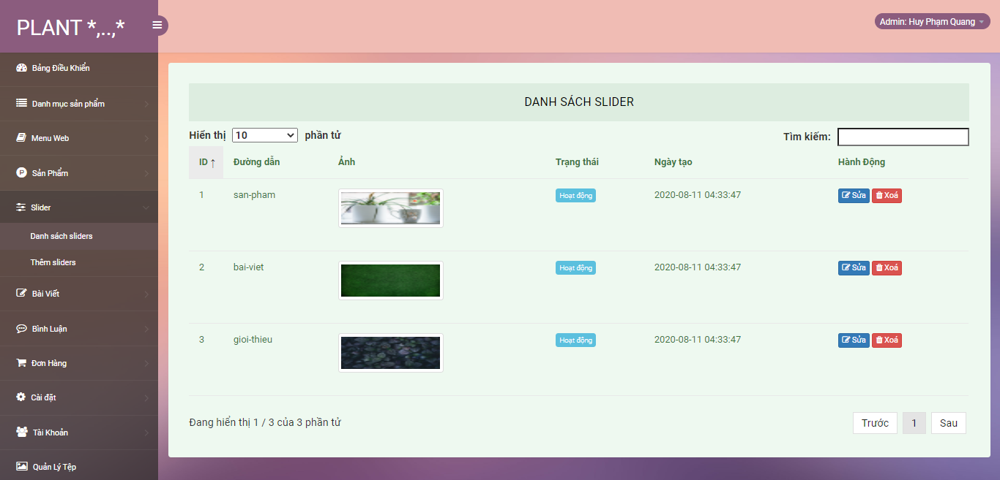 PLANT *,..,*
Admin: Huy Phạm Quang
Bảng Điều Khiển
Danh mục sản phẩm
Menu Web
Sản Phẩm
Slider
Danh sách sliders
Thêm sliders
Bài Viết
Bình Luận
Đơn Hàng
Cài đặt
Tài Khoản
Quản Lý Tệp
DANH SÁCH SLIDER
Hiển thị 10 phần tử Tìm kiếm:
ID ↑ Đường dẫn Ảnh Trạng thái Ngày tạo Hành Động
1 san-pham Hoạt động 2020-08-11 04:33:47 Sửa Xoá
2 bai-viet Hoạt động 2020-08-11 04:33:47 Sửa Xoá
3 gioi-thieu Hoạt động 2020-08-11 04:33:47 Sửa Xoá
Đang hiển thị 1 / 3 của 3 phần tử Trước 1 Sau